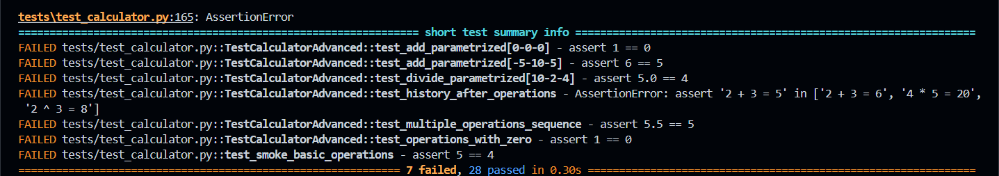 tests\test_calculator.py:165: AssertionError
================================================================ short test summary info ================================================================
FAILED tests/test_calculator.py::TestCalculatorAdvanced::test_add_parametrized[0-0-0] - assert 1 == 0
FAILED tests/test_calculator.py::TestCalculatorAdvanced::test_add_parametrized[-5-10-5] - assert 6 == 5
FAILED tests/test_calculator.py::TestCalculatorAdvanced::test_divide_parametrized[10-2-4] - assert 5.0 == 4
FAILED tests/test_calculator.py::TestCalculatorAdvanced::test_history_after_operations - AssertionError: assert '2 + 3 = 5' in ['2 + 3 = 6', '4 * 5 = 20',
'2 ^ 3 = 8']
FAILED tests/test_calculator.py::TestCalculatorAdvanced::test_multiple_operations_sequence - assert 5.5 == 5
FAILED tests/test_calculator.py::TestCalculatorAdvanced::test_operations_with_zero - assert 1 == 0
FAILED tests/test_calculator.py::test_smoke_basic_operations - assert 5 == 4
============================================================= 7 failed, 28 passed in 0.30s ==============================================================